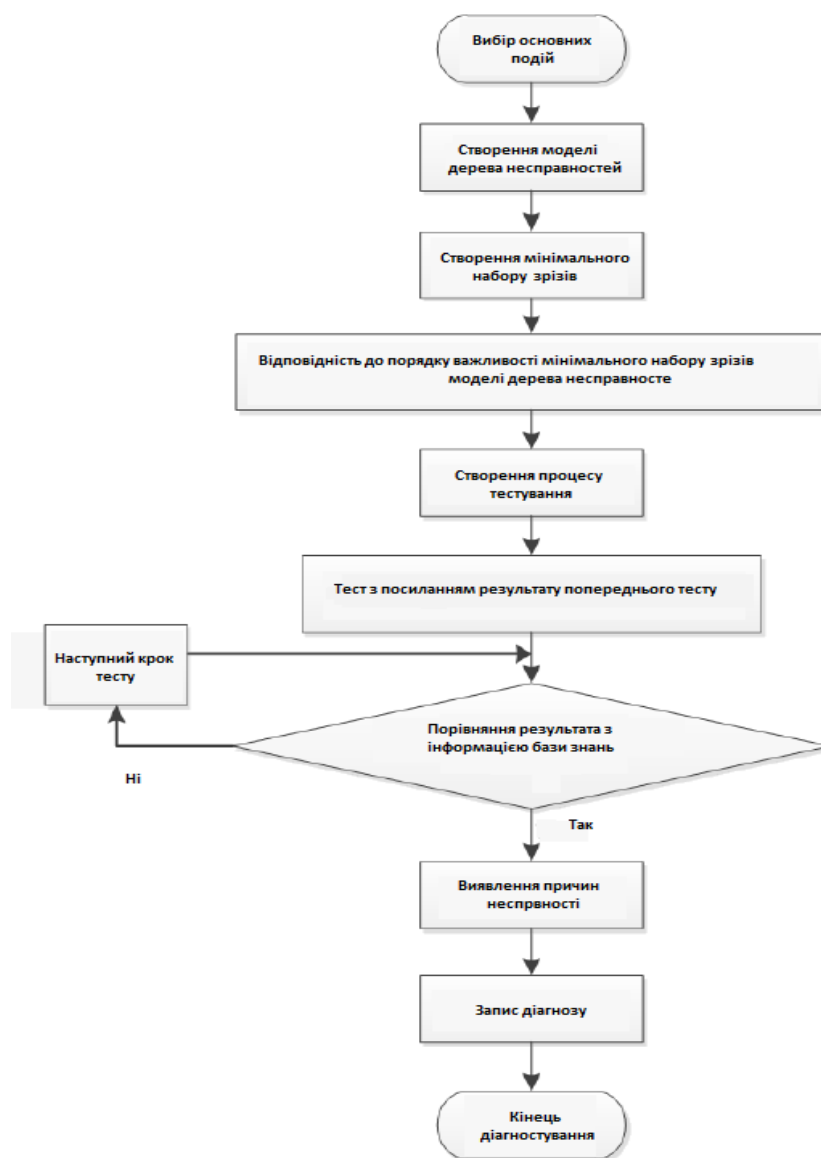 Вибір основних
подій
Створення моделі
дерева несправностей
Створення мінімального
набору зрізів
Відповідність до порядку важливості мінімального набору зрізів
моделі дерева несправносте
Створення процесу
тестування
Тест з посиланням результату попереднього тесту
Наступний крок
тесту
Порівняння результата з
інформацією бази знань
Ні
Так
Виявлення причин
неспрвності
Запис діагнозу
Кінець
діагностування